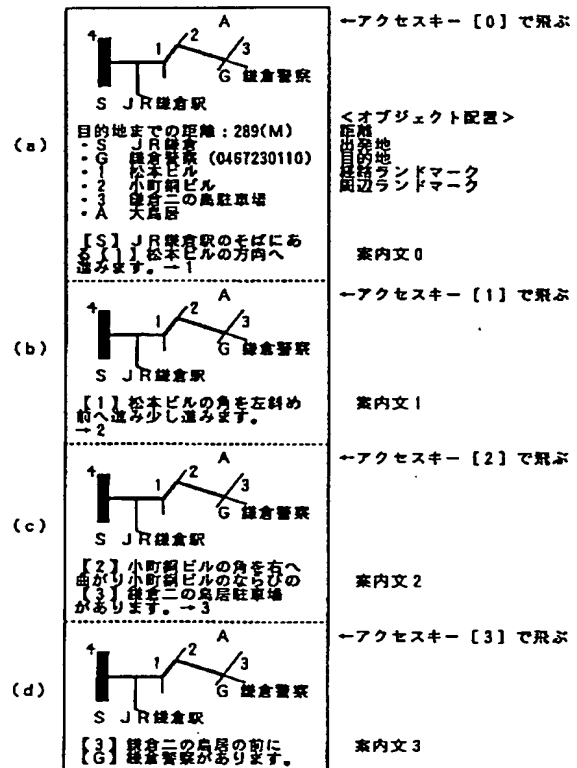 A
←アクセスキー [0] で飛ぶ
4
1
2
3
G 鎌倉警察
S JR鎌倉駅
(a)
目的地までの距離:289(M)
・S JR鎌倉
・G 鎌倉警察 (0467230110)
・1 松本ビル
・2 小町銅ビル
・3 鎌倉二の鳥駐車場
・A 大鳥居
<オブジェクト配置>
距離
出発地
目的地
経路ランドマーク
周辺ランドマーク
【S】JR鎌倉駅のそばにあ
る【1】松本ビルの方向へ
進みます。→1
案内文0
A
←アクセスキー [1] で飛ぶ
4
1
2
3
(b)
G 鎌倉警察
S JR鎌倉駅
【1】松本ビルの角を左斜め
前へ進み少し進みます。
→2
案内文1
A
←アクセスキー [2] で飛ぶ
4
1
2
3
(c)
G 鎌倉警察
S JR鎌倉駅
【2】小町銅ビルの角を右へ
曲がり小町銅ビルのならびの
【3】鎌倉二の鳥居駐車場
があります。→3
案内文2
A
←アクセスキー [3] で飛ぶ
4
1
2
3
(d)
G 鎌倉警察
S JR鎌倉駅
【3】鎌倉二の鳥居の前に
【G】鎌倉警察があります。
案内文3